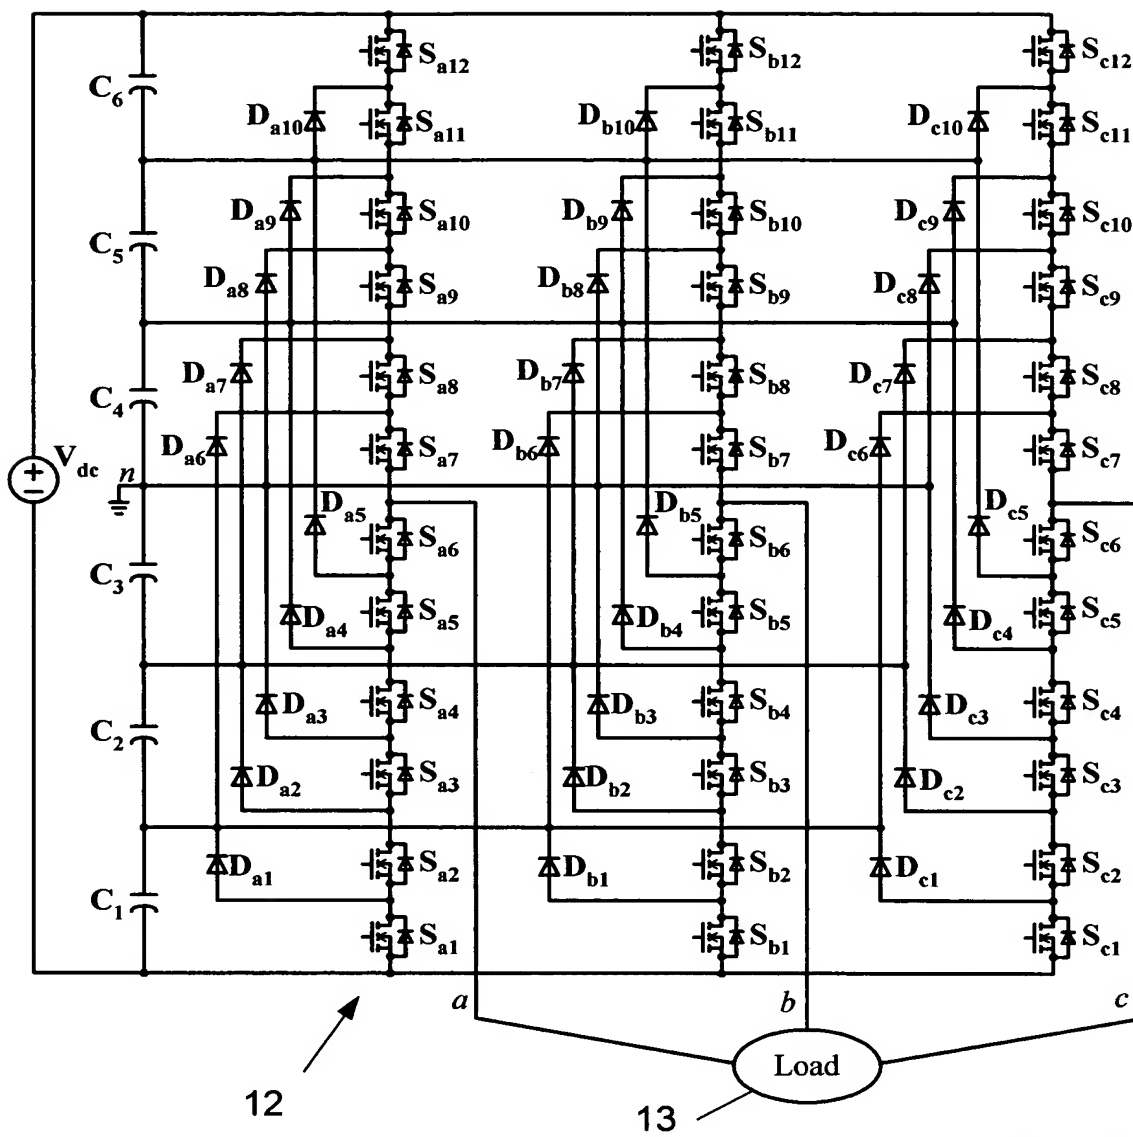 S_a12 S_b12 S_c12
C_6
D_a10 S_a11 D_b10 S_b11 D_c10 S_c11
D_a9 S_a10 D_b9 S_b10 D_c9 S_c10
C_5
D_a8 S_a9 D_b8 S_b9 D_c8 S_c9
D_a7 S_a8 D_b7 S_b8 D_c7 S_c8
C_4
V_dc n D_a6 S_a7 D_b6 S_b7 D_c6 S_c7
+
−
D_a5 S_a6 D_b5 S_b6 D_c5 S_c6
C_3
D_a4 S_a5 D_b4 S_b5 D_c4 S_c5
D_a3 S_a4 D_b3 S_b4 D_c3 S_c4
C_2
D_a2 S_a3 D_b2 S_b3 D_c2 S_c3
D_a1 S_a2 D_b1 S_b2 D_c1 S_c2
C_1
S_a1 S_b1 S_c1
a b c
Load
12
13